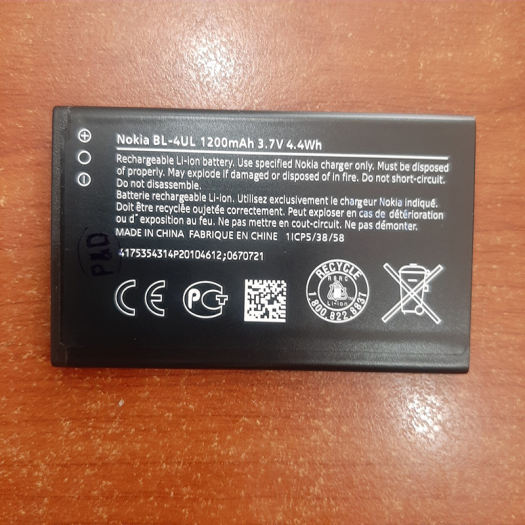 Nokia BL-4UL 1200mAh 3.7V 4.4Wh
Rechargeable Li-ion battery. Use specified Nokia charger only. Must be disposed
of properly. May explode if damaged or disposed of in fire. Do not short-circuit.
Do not disassemble.
Batterie rechargeable Li-ion. Utilisez exclusivement le chargeur Nokia indiqué.
Doit être recyclée oujetée correctement. Peut exploser en cas de détérioration
ou d' exposition au feu. Ne pas mettre en cout-circuit. Ne pas démonter.
MADE IN CHINA FABRIQUE EN CHINE 1ICP5/38/58
4175354314P20104612;0670721
P&D
CE
PCT
RECYCLE
RBRC
Li-ion
1.800.822.8837